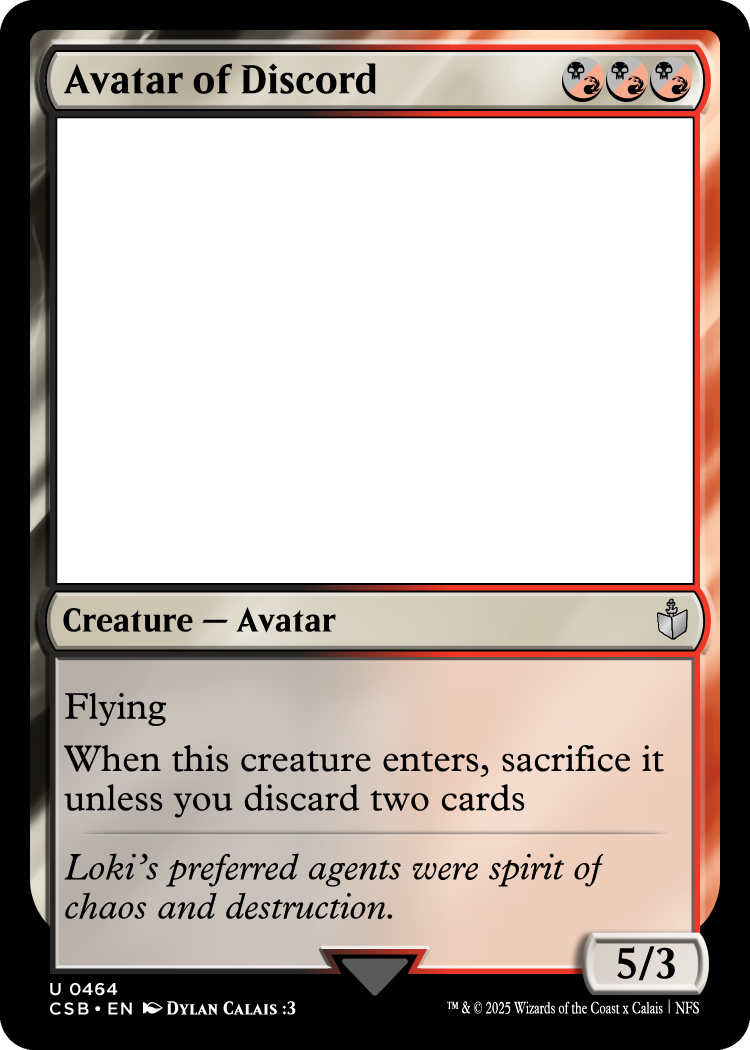 Avatar of Discord
Creature — Avatar
Flying
When this creature enters, sacrifice it
unless you discard two cards
Loki's preferred agents were spirit of
chaos and destruction.
5/3
U 0464
CSB • EN Dylan Calais :3
™ & © 2025 Wizards of the Coast x Calais | NFS